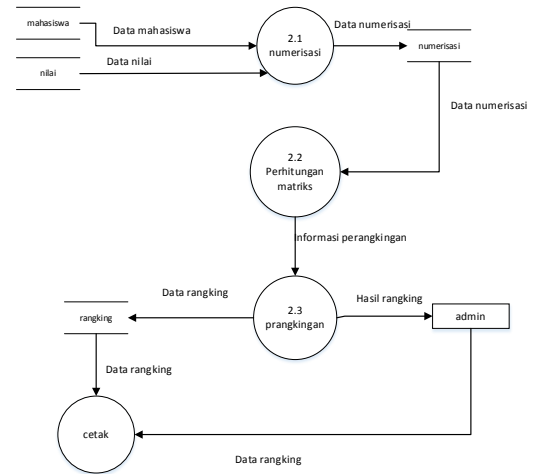 mahasiswa
Data mahasiswa
2.1
numerisasi
Data numerisasi
numerisasi
nilai
Data nilai
Data numerisasi
2.2
Perhitungan
matriks
Informasi perangkingan
2.3
prangkingan
Data rangking
rangking
Hasil rangking
admin
Data rangking
cetak
Data rangking